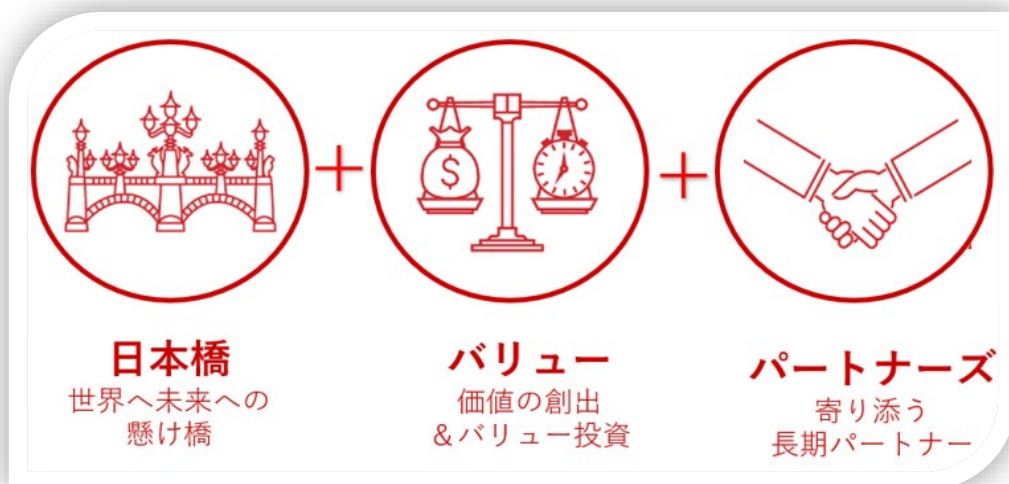 日本橋
世界へ未来への
懸け橋
バリュー
価値の創出
＆バリュー投資
パートナーズ
寄り添う
長期パートナー
$